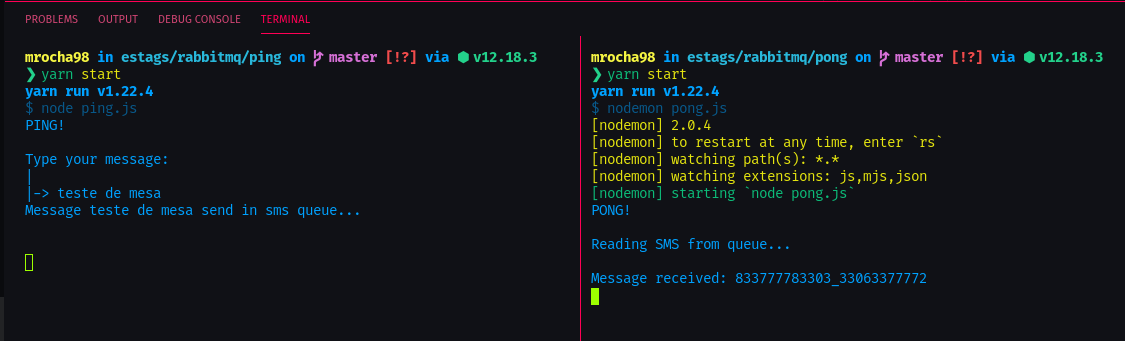 PROBLEMS OUTPUT DEBUG CONSOLE TERMINAL
mrocha98 in estags/rabbitmq/ping on master [!?] via ⬢ v12.18.3
❯ yarn start
yarn run v1.22.4
$ node ping.js
PING!
Type your message:
|
|-> teste de mesa
Message teste de mesa send in sms queue...
mrocha98 in estags/rabbitmq/pong on master [!?] via ⬢ v12.18.3
❯ yarn start
yarn run v1.22.4
$ nodemon pong.js
[nodemon] 2.0.4
[nodemon] to restart at any time, enter `rs`
[nodemon] watching path(s): *.*
[nodemon] watching extensions: js,mjs,json
[nodemon] starting `node pong.js`
PONG!
Reading SMS from queue...
Message received: 833777783303_33063377772